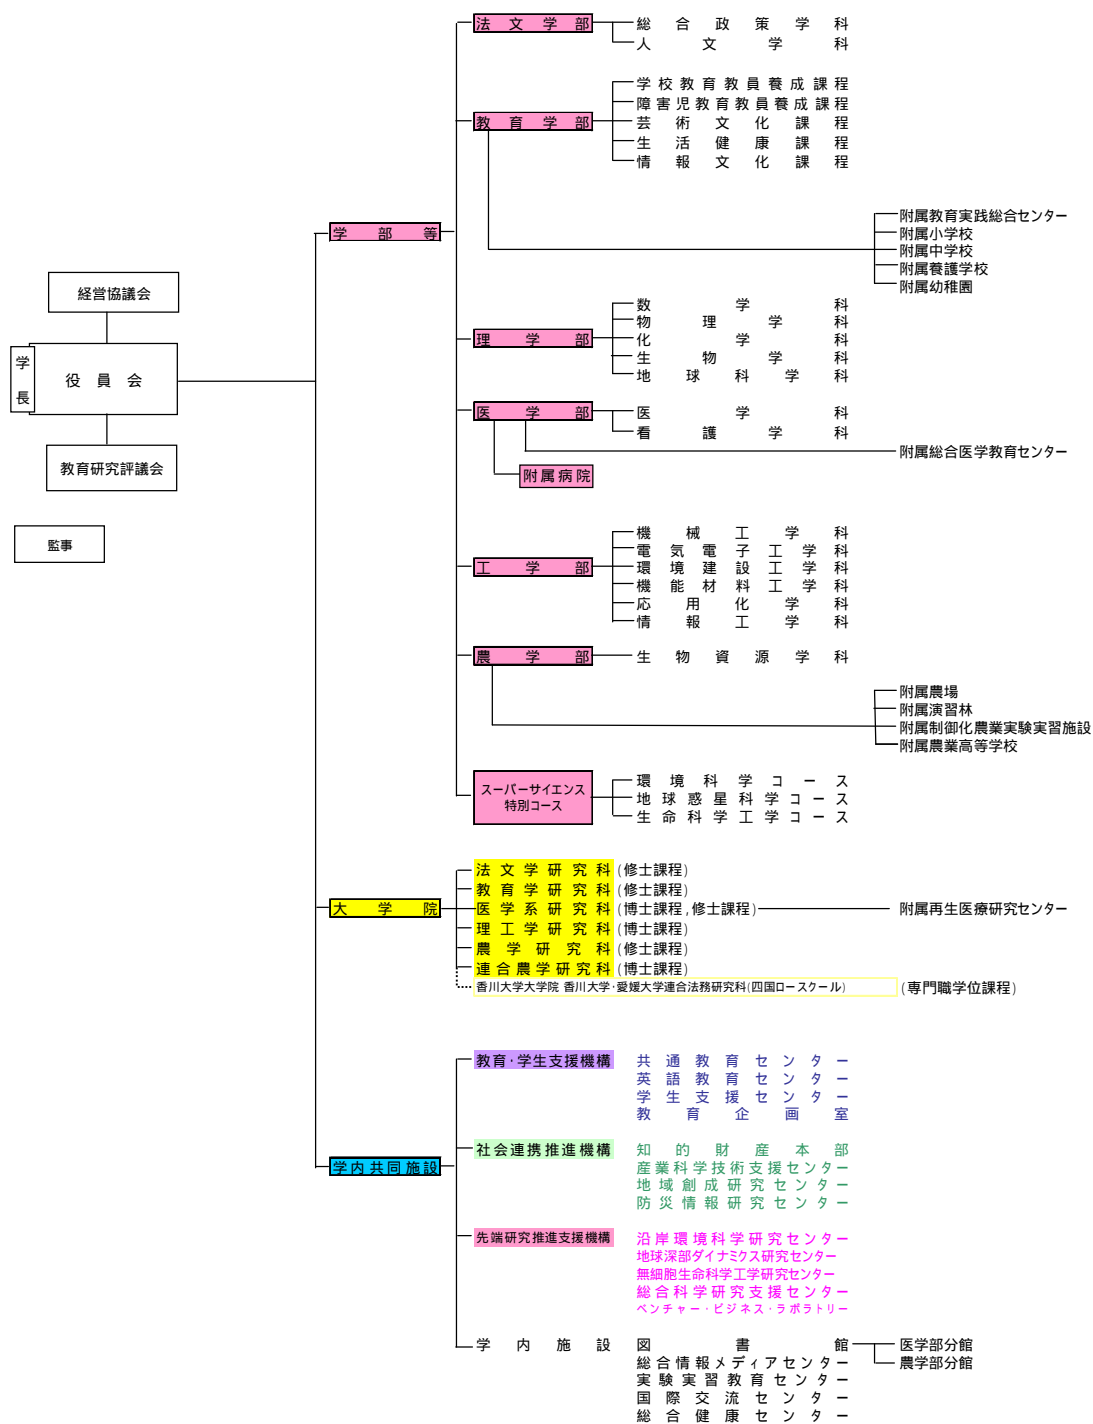 法文学部
総合政策学科
人文学科
教育学部
学校教育教員養成課程
障害児教育教員養成課程
芸術文化課程
生活健康課程
情報文化課程
附属教育実践総合センター
附属小学校
附属中学校
附属養護学校
附属幼稚園
学部等
経営協議会
学長
役員会
教育研究評議会
監事
理学部
数学科
物理学科
化学科
生物学科
地球科学科
医学部
医学科
看護学科
附属総合医学教育センター
附属病院
工学部
機械工学科
電気電子工学科
環境建設工学科
機能材料工学科
応用化学科
情報工学科
農学部
生物資源学科
附属農場
附属演習林
附属制御化農業実験実習施設
附属農業高等学校
スーパーサイエンス
特別コース
環境科学コース
地球惑星科学コース
生命科学工学コース
大学院
法文学研究科(修士課程)
教育学研究科(修士課程)
医学系研究科(博士課程,修士課程)
附属再生医療研究センター
理工学研究科(博士課程)
農学研究科(修士課程)
連合農学研究科(博士課程)
香川大学大学院 香川大学・愛媛大学連合法務研究科(四国ロースクール)
(専門職学位課程)
学内共同施設
教育・学生支援機構
共通教育センター
英語教育センター
学生支援センター
教育企画室
社会連携推進機構
知的財産本部
産業科学技術支援センター
地域創成研究センター
防災情報研究センター
先端研究推進支援機構
沿岸環境科学研究センター
地球深部ダイナミクス研究センター
無細胞生命科学工学研究センター
総合科学研究支援センター
ベンチャー・ビジネス・ラボラトリー
学内施設
図書館
医学部分館
農学部分館
総合情報メディアセンター
実験実習教育センター
国際交流センター
総合健康センター